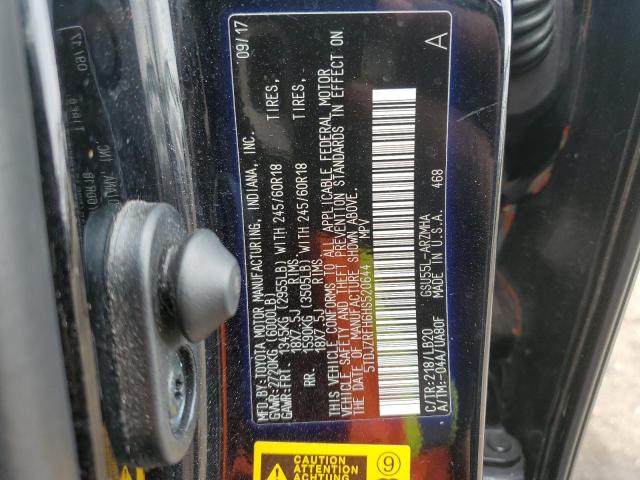 MFD.BY:TOYOTA MOTOR MANUFACTURING, INDIANA, INC. 09/17
GVWR:2720KG(6000LB)
GAWR:FRT. 1345KG(2955LB) WITH 245/60R18 TIRES,
18X7.5J RIMS.
RR. 1590KG(3505LB) WITH 245/60R18 TIRES,
18X7.5J RIMS.
THIS VEHICLE CONFORMS TO ALL APPLICABLE FEDERAL MOTOR
VEHICLE SAFETY AND THEFT PREVENTION STANDARDS IN EFFECT ON
THE DATE OF MANUFACTURE SHOWN ABOVE.
5TDJZRFH6HS520644 MPV
C/TR:218/LB20 GSU55L-ARZMHA A
A/TM:-04A/UA80F U.S.A. 468
CAUTION
ACHTUNG
ATTENTION
9